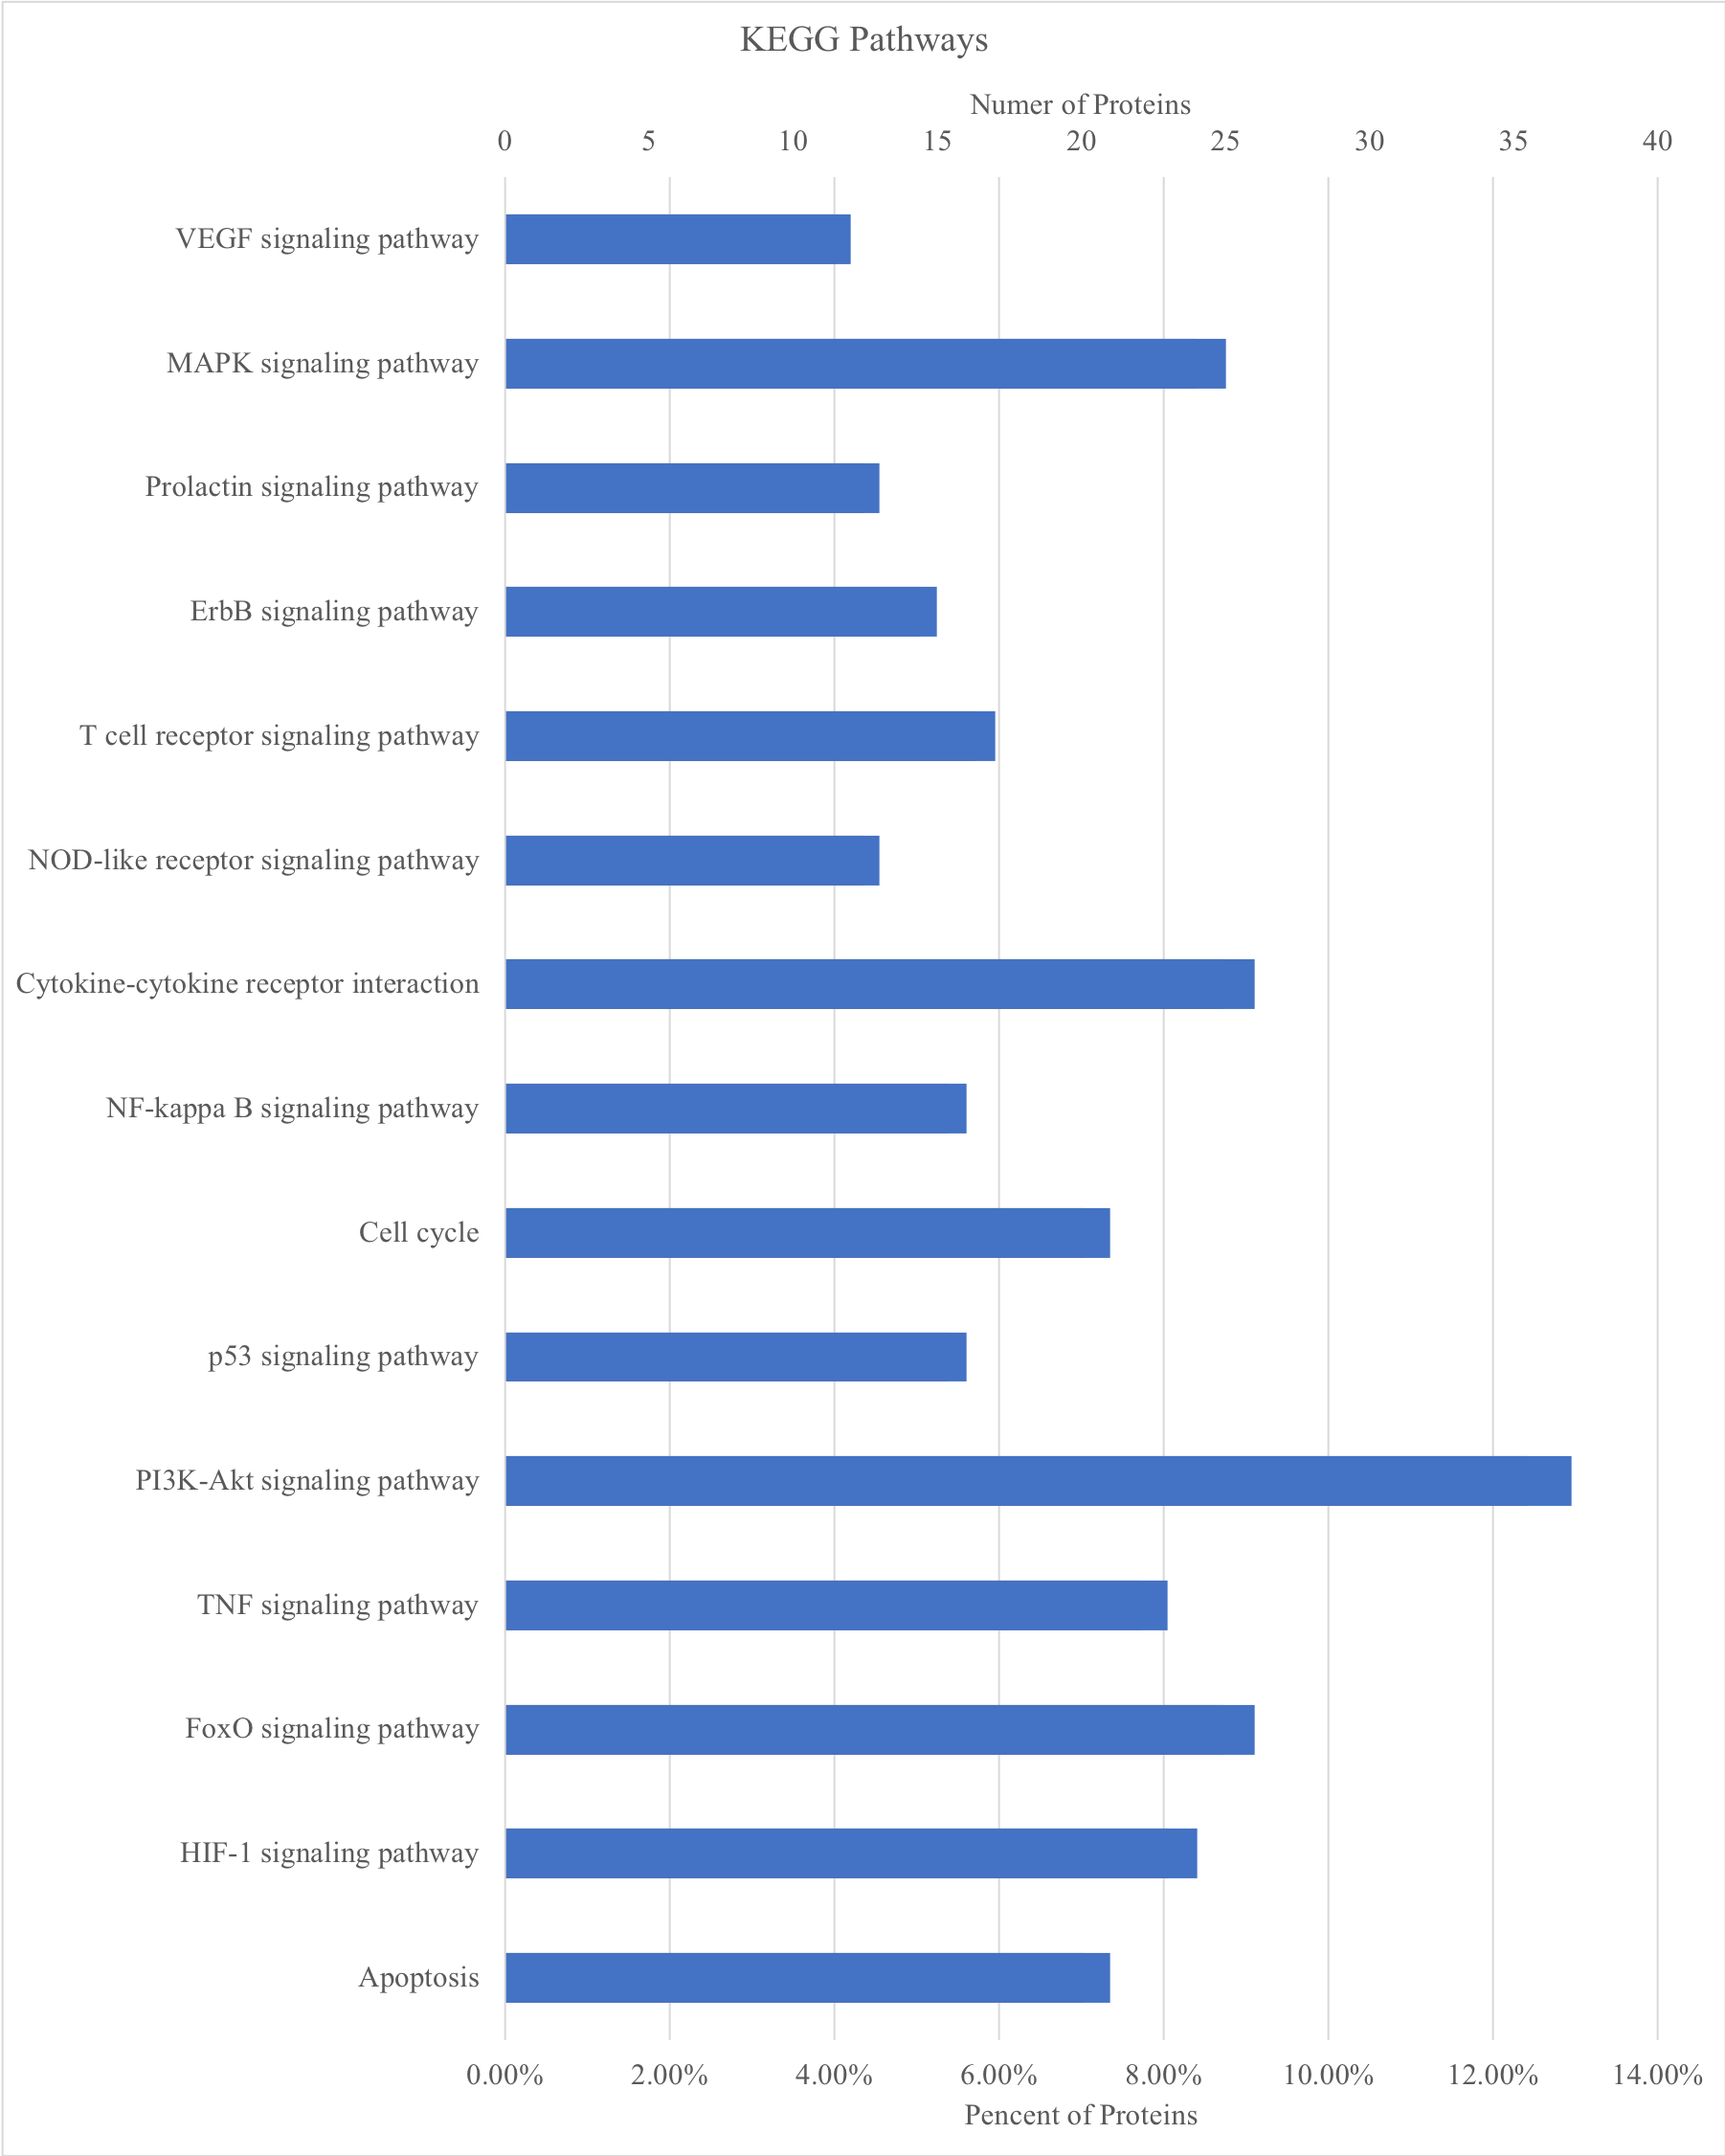 KEGG Pathways
Numer of Proteins
0 5 10 15 20 25 30 35 40
VEGF signaling pathway
MAPK signaling pathway
Prolactin signaling pathway
ErbB signaling pathway
T cell receptor signaling pathway
NOD-like receptor signaling pathway
Cytokine-cytokine receptor interaction
NF-kappa B signaling pathway
Cell cycle
p53 signaling pathway
PI3K-Akt signaling pathway
TNF signaling pathway
FoxO signaling pathway
HIF-1 signaling pathway
Apoptosis
0.00% 2.00% 4.00% 6.00% 8.00% 10.00% 12.00% 14.00%
Pencent of Proteins